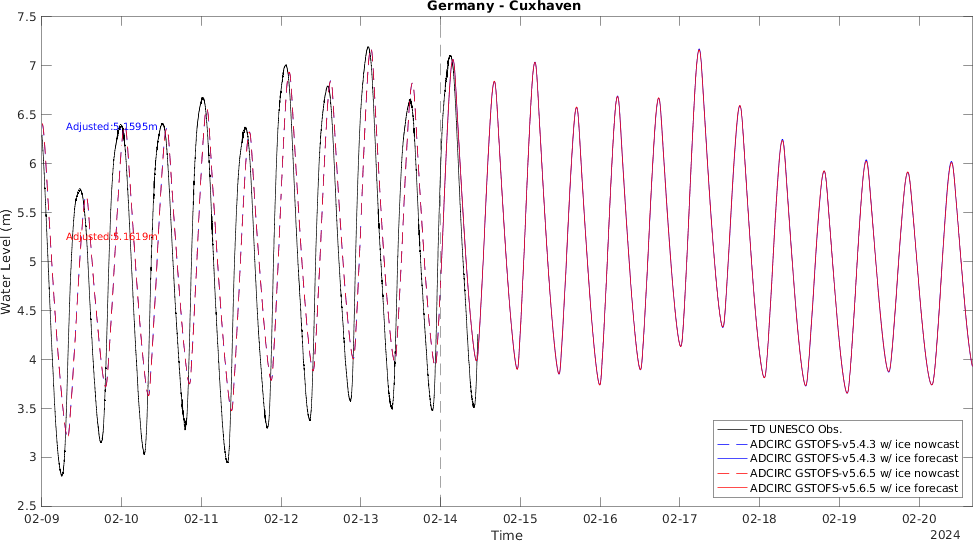 Germany - Cuxhaven
7.5
7
6.5
6
5.5
5
4.5
4
3.5
3
2.5
Water Level (m)
Adjusted:5.1595m
Adjusted:5.1619m
TD UNESCO Obs.
ADCIRC GSTOFS-v5.4.3 w/ ice nowcast
ADCIRC GSTOFS-v5.4.3 w/ ice forecast
ADCIRC GSTOFS-v5.6.5 w/ ice nowcast
ADCIRC GSTOFS-v5.6.5 w/ ice forecast
02-09 02-10 02-11 02-12 02-13 02-14 02-15 02-16 02-17 02-18 02-19 02-20
Time
2024